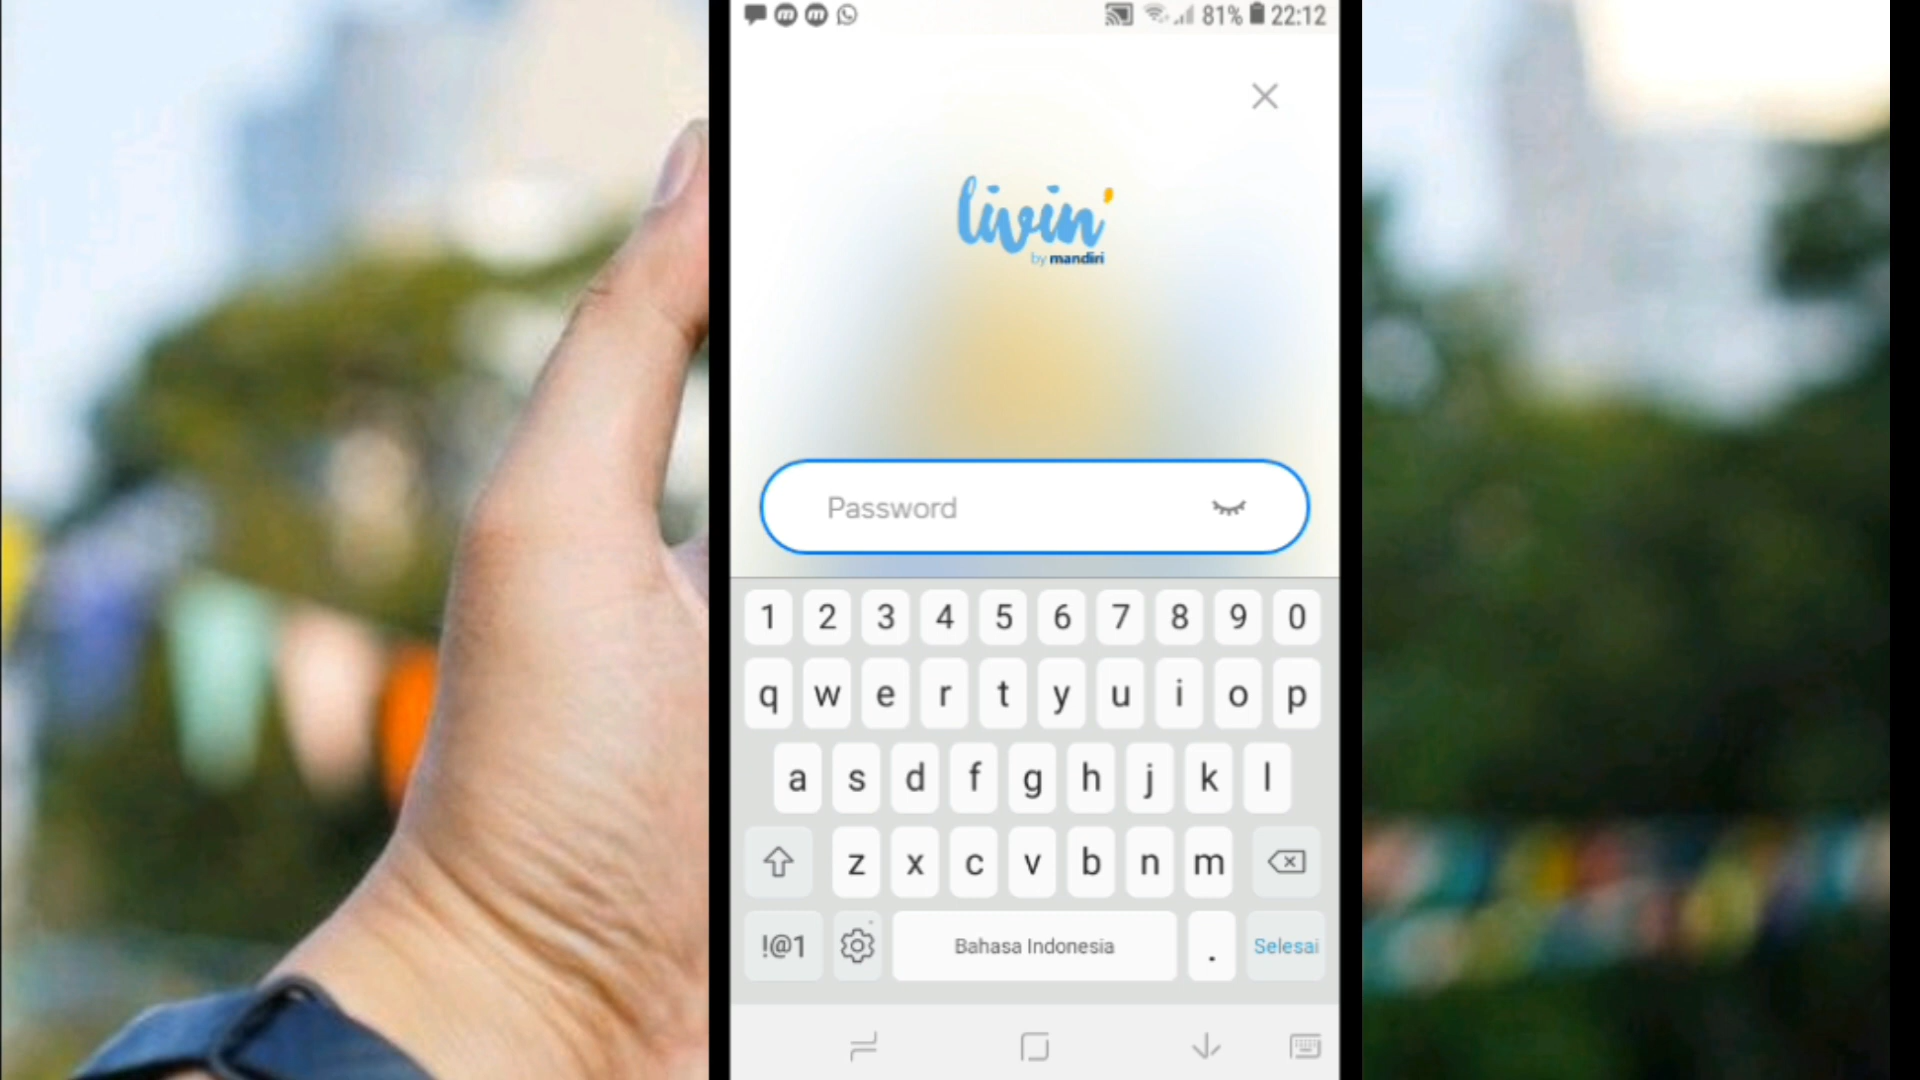 81% 22:12
livin'
by mandiri
Password
1 2 3 4 5 6 7 8 9 0
q w e r t y u i o p
a s d f g h j k l
z x c v b n m
!@1 Bahasa Indonesia . Selesai